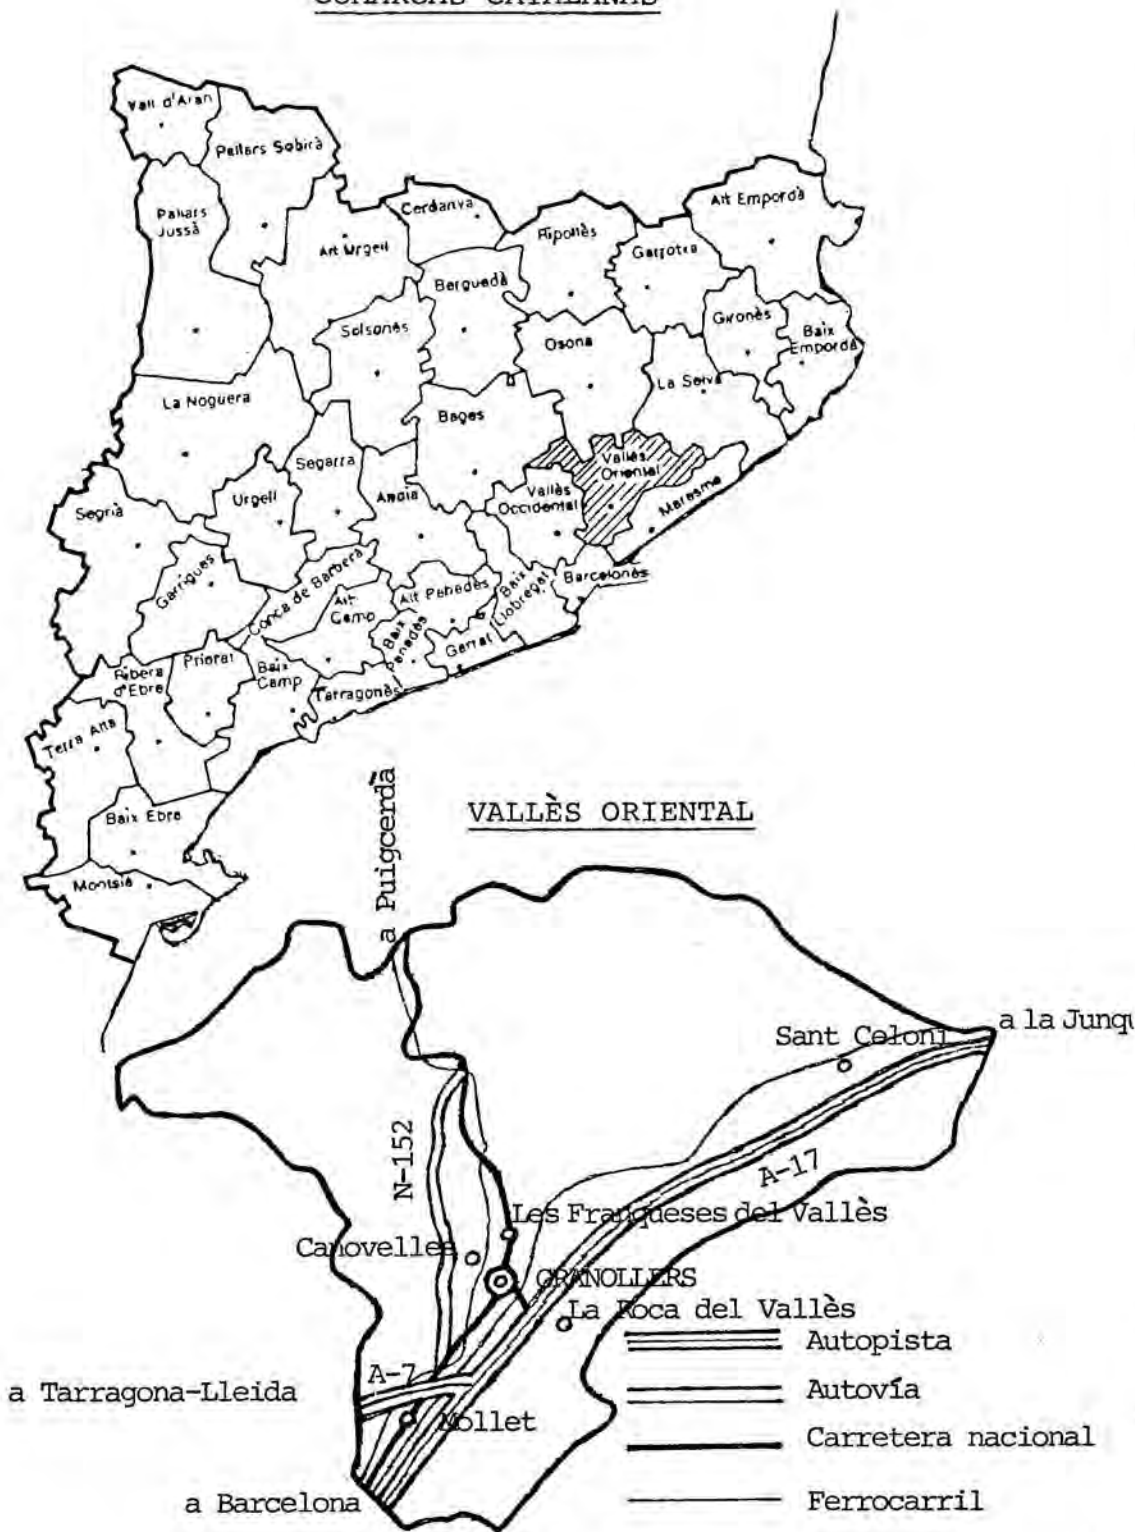 COMARCAS CATALANAS
Vall d'Aran
Pallars Sobirà
Pallars
Jussà
Alt Urgell
Cerdanya
Ripollès
Garrotxa
Alt Empordà
Berguedà
Solsonès
Osona
Gironès
Baix
Empordà
La Selva
La Noguera
Bages
Segarra
Urgell
Anoia
Vallès
Oriental
Vallès
Occidental
Maresme
Segrià
Garrigues
Conca de Barberà
Alt
Camp
Alt Penedès
Baix
Llobregat
Barcelonès
Baix
Penedès
Garraf
Ribera
d'Ebre
Priorat
Baix
Camp
Tarragonès
Terra Alta
Baix Ebre
Montsià
VALLÈS ORIENTAL
a Puigcerdà
Sant Celoni
a la Junqu
N-152
A-17
Les Franqueses del Vallès
Canovelles
GRANOLLERS
La Roca del Vallès
A-7
a Tarragona-Lleida
Mollet
a Barcelona
Autopista
Autovía
Carretera nacional
Ferrocarril